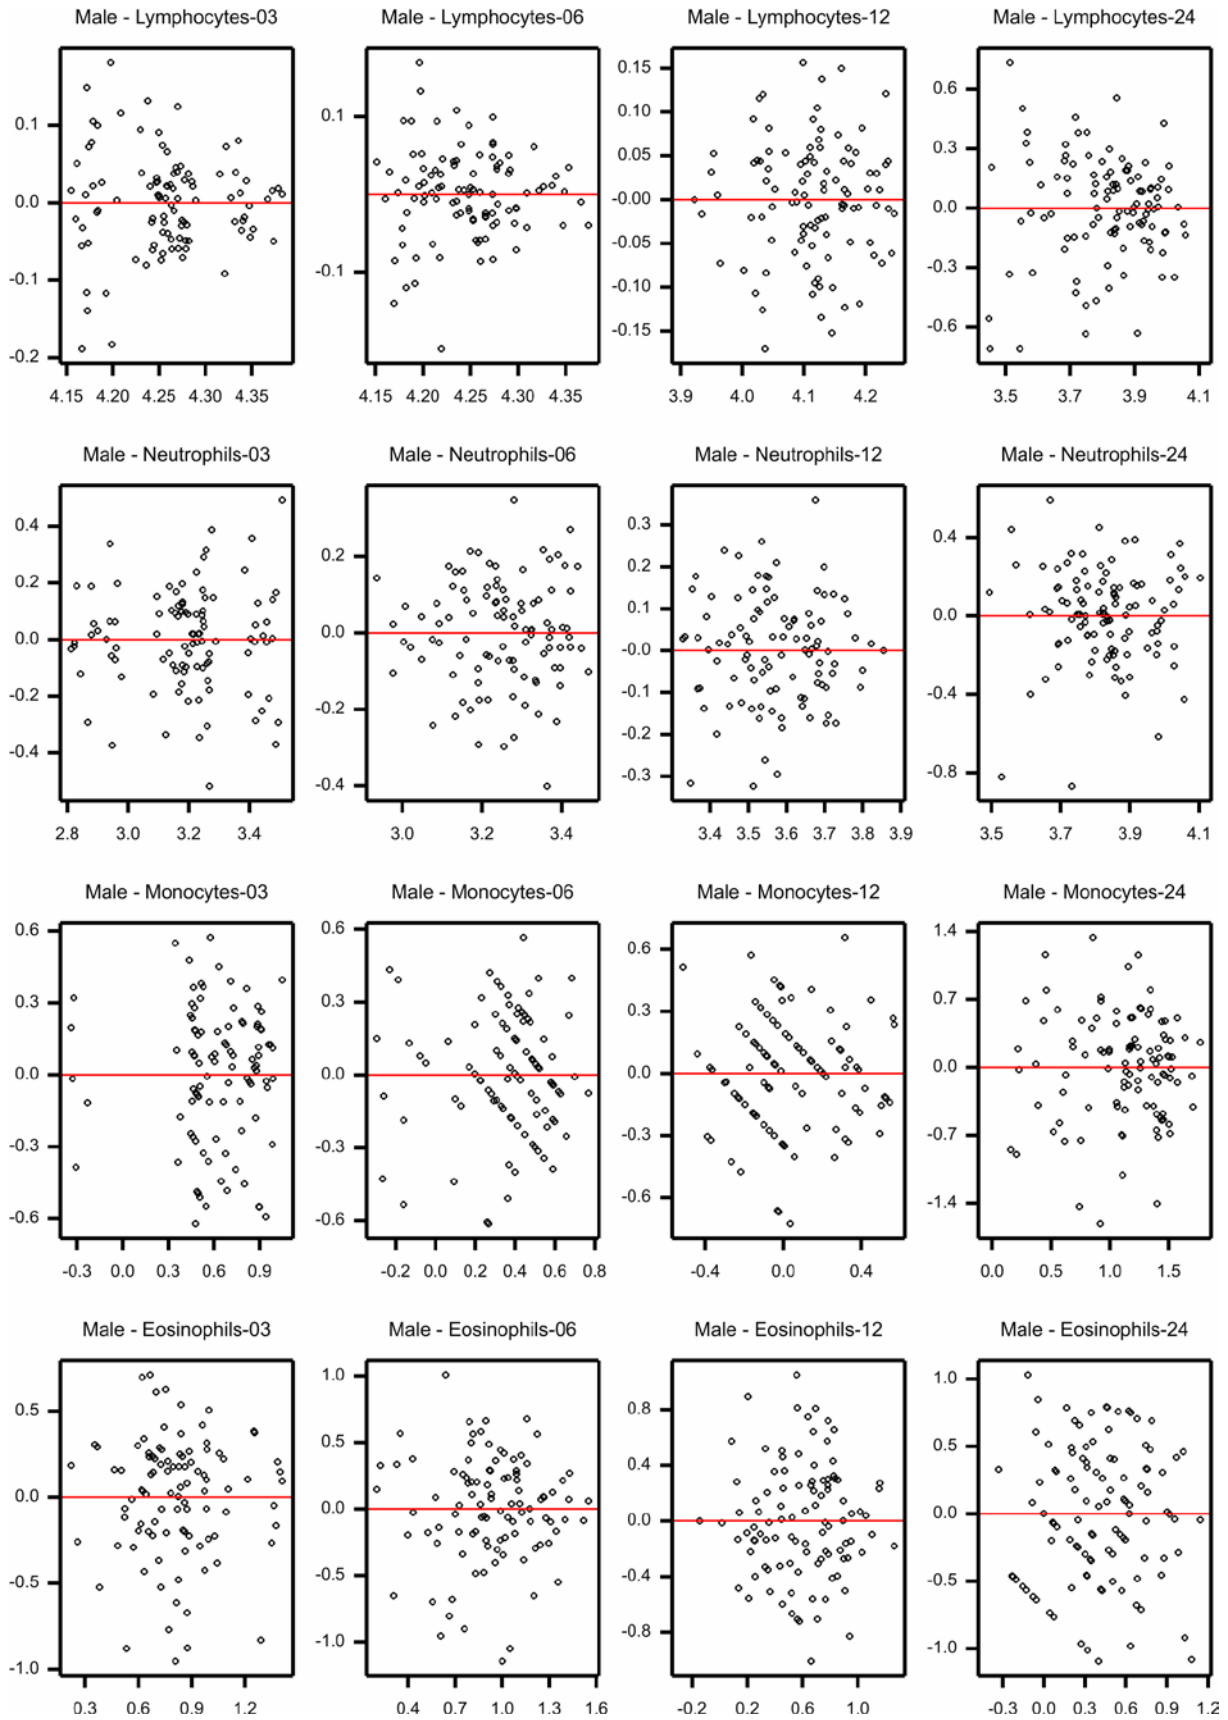 Male - Lymphocytes-03 Male - Lymphocytes-06 Male - Lymphocytes-12 Male - Lymphocytes-24
0.1 0.0 -0.1 -0.2
4.15 4.20 4.25 4.30 4.35
0.1 -0.1
4.15 4.20 4.25 4.30 4.35
0.15 0.10 0.05 -0.00 -0.05 -0.10 -0.15
3.9 4.0 4.1 4.2
0.6 0.3 0.0 -0.3 -0.6
3.5 3.7 3.9 4.1
Male - Neutrophils-03 Male - Neutrophils-06 Male - Neutrophils-12 Male - Neutrophils-24
0.4 0.2 0.0 -0.2 -0.4
2.8 3.0 3.2 3.4
0.2 0.0 -0.2 -0.4
3.0 3.2 3.4
0.3 0.2 0.1 -0.0 -0.1 -0.2 -0.3
3.4 3.5 3.6 3.7 3.8 3.9
0.4 0.0 -0.4 -0.8
3.5 3.7 3.9 4.1
Male - Monocytes-03 Male - Monocytes-06 Male - Monocytes-12 Male - Monocytes-24
0.6 0.3 0.0 -0.3 -0.6
-0.3 0.0 0.3 0.6 0.9
0.6 0.3 0.0 -0.3 -0.6
-0.2 0.0 0.2 0.4 0.6 0.8
0.6 0.3 0.0 -0.3 -0.6
-0.4 0.0 0.4
1.4 0.7 0.0 -0.7 -1.4
0.0 0.5 1.0 1.5
Male - Eosinophils-03 Male - Eosinophils-06 Male - Eosinophils-12 Male - Eosinophils-24
0.5 0.0 -0.5 -1.0
0.3 0.6 0.9 1.2
1.0 0.5 0.0 -0.5 -1.0
0.4 0.7 1.0 1.3 1.6
0.8 0.4 0.0 -0.4 -0.8
-0.2 0.2 0.6 1.0
1.0 0.5 0.0 -0.5 -1.0
-0.3 0.0 0.3 0.6 0.9 1.2